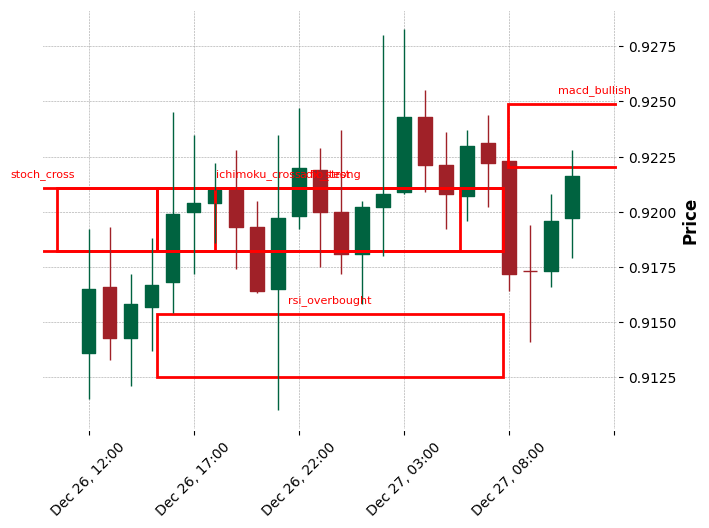 0.9275
macd_bullish
0.9250
0.9225
stoch_cross
ichimoku_cross
0.9200
Price
0.9175
rsi_overbought
0.9150
0.9125
Dec 26, 12:00
Dec 26, 17:00
Dec 26, 22:00
Dec 27, 03:00
Dec 27, 08:00